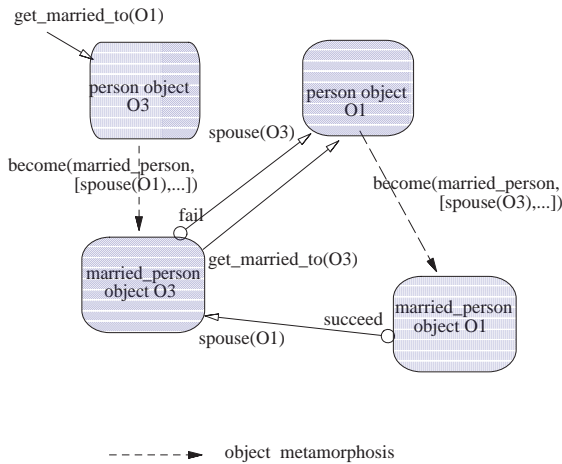 get_married_to(O1)
person object
O3
person object
O1
spouse(O3)
become(married_person,
[spouse(O1),...])
become(married_person,
[spouse(O3),...])
fail
married_person
object O3
get_married_to(O3)
married_person
object O1
succeed
spouse(O1)
object metamorphosis